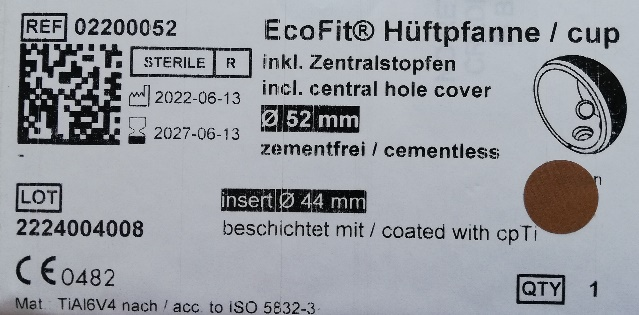 REF 02200052
EcoFit® Hüftpfanne / cup
STERILE R
inkl. Zentralstopfen
2022-06-13
incl. central hole cover
2027-06-13
Ø 52 mm
zementfrei / cementless
LOT
2224004008
insert Ø 44 mm
beschichtet mit / coated with cpTi
CE 0482
QTY 1
Mat. TiAl6V4 nach / acc. to ISO 5832-3